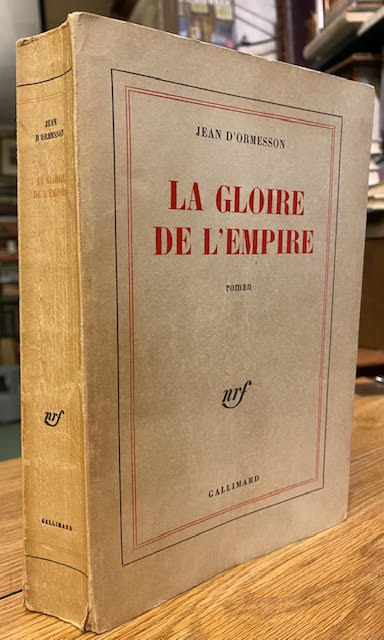 JEAN
D'ORMESSON
LA GLOIRE
DE L'EMPIRE
nrf
GALLIMARD
JEAN D'ORMESSON
LA GLOIRE
DE L'EMPIRE
roman
nrf
GALLIMARD